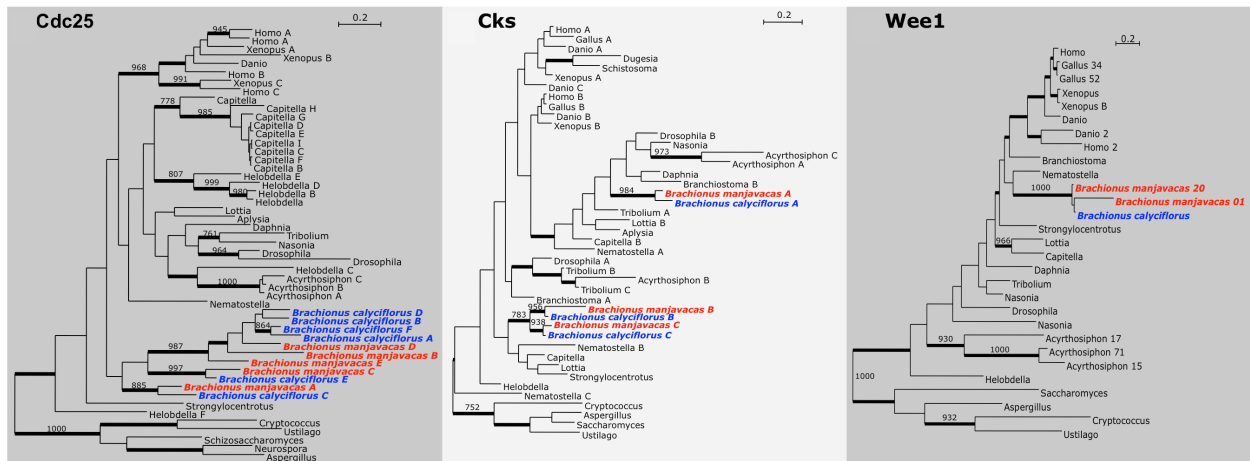 Cdc25
0.2
945
Homo A
Homo A
Xenopus A
Xenopus B
Danio
968
Homo B
991
Xenopus C
Homo C
778
Capitella
Capitella H
985
Capitella G
Capitella D
Capitella E
Capitella I
Capitella C
Capitella F
Capitella B
807
Helobdella E
999
Helobdella D
980
Helobdella B
Helobdella
Lottia
Aplysia
Daphnia
761
Tribolium
Nasonia
964
Drosophila
Drosophila
Helobdella C
Acyrthosiphon C
1000
Acyrthosiphon B
Acyrthosiphon A
Nematostella
Brachionus calyciflorus D
Brachionus calyciflorus B
864
Brachionus calyciflorus F
Brachionus calyciflorus A
987
Brachionus manjavacas D
Brachionus manjavacas B
Brachionus manjavacas E
997
Brachionus manjavacas C
Brachionus calyciflorus E
885
Brachionus manjavacas A
Brachionus calyciflorus C
Strongylocentrotus
Helobdella F
1000
Cryptococcus
Ustilago
Schizosaccharomyces
Neurospora
Aspergillus
Cks
0.2
Homo A
Gallus A
Danio A
Dugesia
Schistosoma
Xenopus A
Danio C
Homo B
Gallus B
Danio B
Xenopus B
Drosophila B
Nasonia
973
Acyrthosiphon C
Acyrthosiphon A
Daphnia
Branchiostoma B
984
Brachionus manjavacas A
Brachionus calyciflorus A
Tribolium A
Lottia B
Aplysia
Capitella B
Nematostella A
Drosophila A
Tribolium B
Acyrthosiphon B
Tribolium C
Branchiostoma A
956
Brachionus manjavacas B
783
Brachionus calyciflorus B
938
Brachionus manjavacas C
Brachionus calyciflorus C
Nematostella B
Capitella
Lottia
Strongylocentrotus
Helobdella
Nematostella C
752
Cryptococcus
Aspergillus
Saccharomyces
Ustilago
Wee1
0.2
Homo
Gallus 34
Gallus 52
Xenopus
Xenopus B
Danio
Danio 2
Homo 2
Branchiostoma
Nematostella
1000
Brachionus manjavacas 20
Brachionus manjavacas 01
Brachionus calyciflorus
Strongylocentrotus
966
Lottia
Capitella
Daphnia
Tribolium
Nasonia
Drosophila
Nasonia
930
Acyrthosiphon 17
1000
Acyrthosiphon 71
Acyrthosiphon 15
1000
Helobdella
Saccharomyces
Aspergillus
932
Cryptococcus
Ustilago